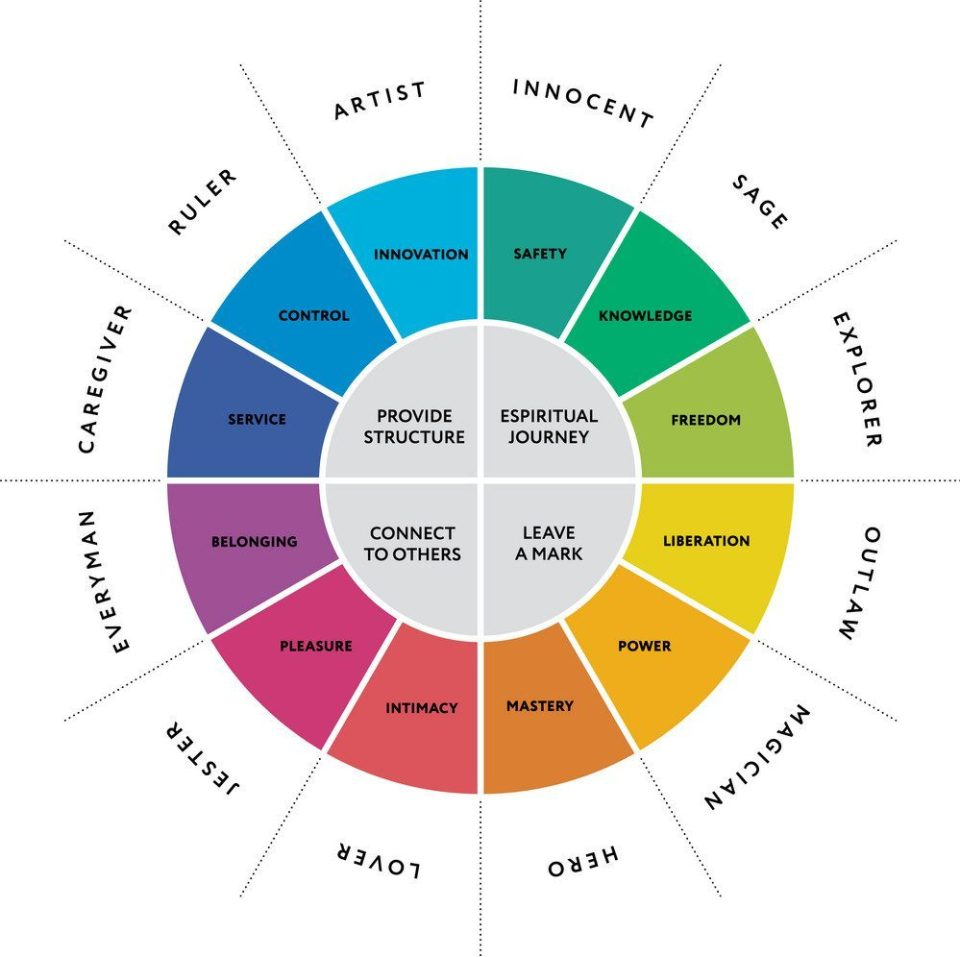 ARTIST
INNOCENT
RULER
SAGE
CAREGIVER
EXPLORER
EVERYMAN
OUTLAW
JESTER
MAGICIAN
LOVER
HERO
INNOVATION
SAFETY
CONTROL
KNOWLEDGE
SERVICE
FREEDOM
BELONGING
LIBERATION
PLEASURE
POWER
INTIMACY
MASTERY
PROVIDE
STRUCTURE
ESPIRITUAL
JOURNEY
CONNECT
TO OTHERS
LEAVE
A MARK